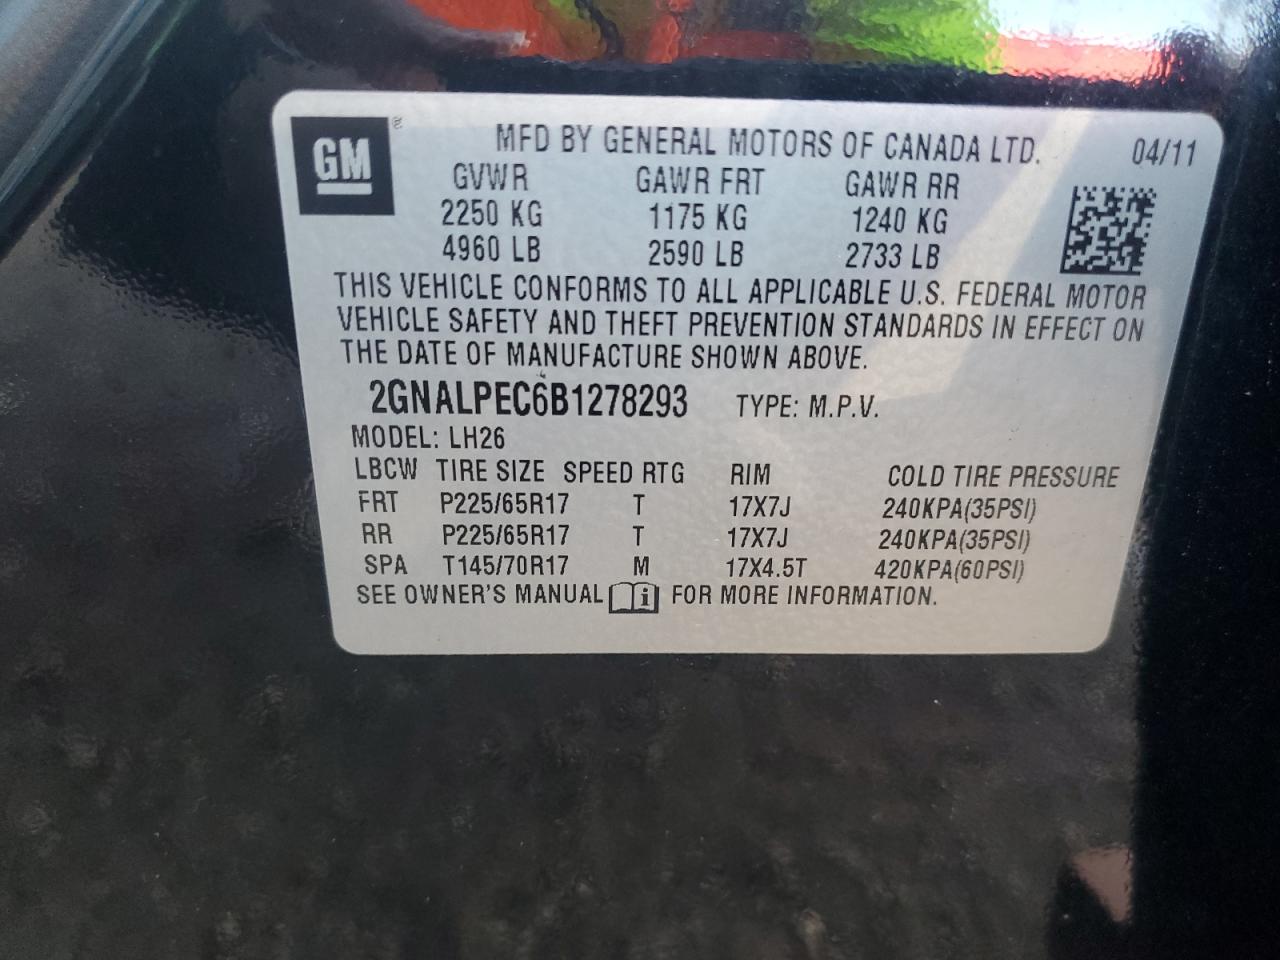 GM
MFD BY GENERAL MOTORS OF CANADA LTD. 04/11
GVWR GAWR FRT GAWR RR
2250 KG 1175 KG 1240 KG
4960 LB 2590 LB 2733 LB
THIS VEHICLE CONFORMS TO ALL APPLICABLE U.S. FEDERAL MOTOR
VEHICLE SAFETY AND THEFT PREVENTION STANDARDS IN EFFECT ON
THE DATE OF MANUFACTURE SHOWN ABOVE.
2GNALPEC6B1278293 TYPE: M.P.V.
MODEL: LH26
LBCW TIRE SIZE SPEED RTG RIM COLD TIRE PRESSURE
FRT P225/65R17 T 17X7J 240KPA(35PSI)
RR P225/65R17 T 17X7J 240KPA(35PSI)
SPA T145/70R17 M 17X4.5T 420KPA(60PSI)
SEE OWNER'S MANUAL i FOR MORE INFORMATION.